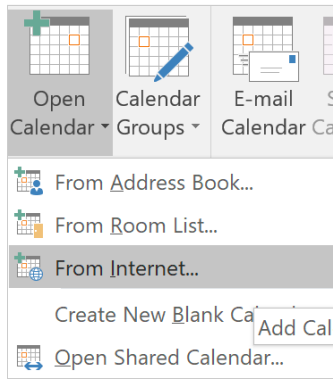 Open Calendar
Calendar Groups
E-mail Calendar
From Address Book...
From Room List...
From Internet...
Create New Blank
Add Cal
Open Shared Calendar...